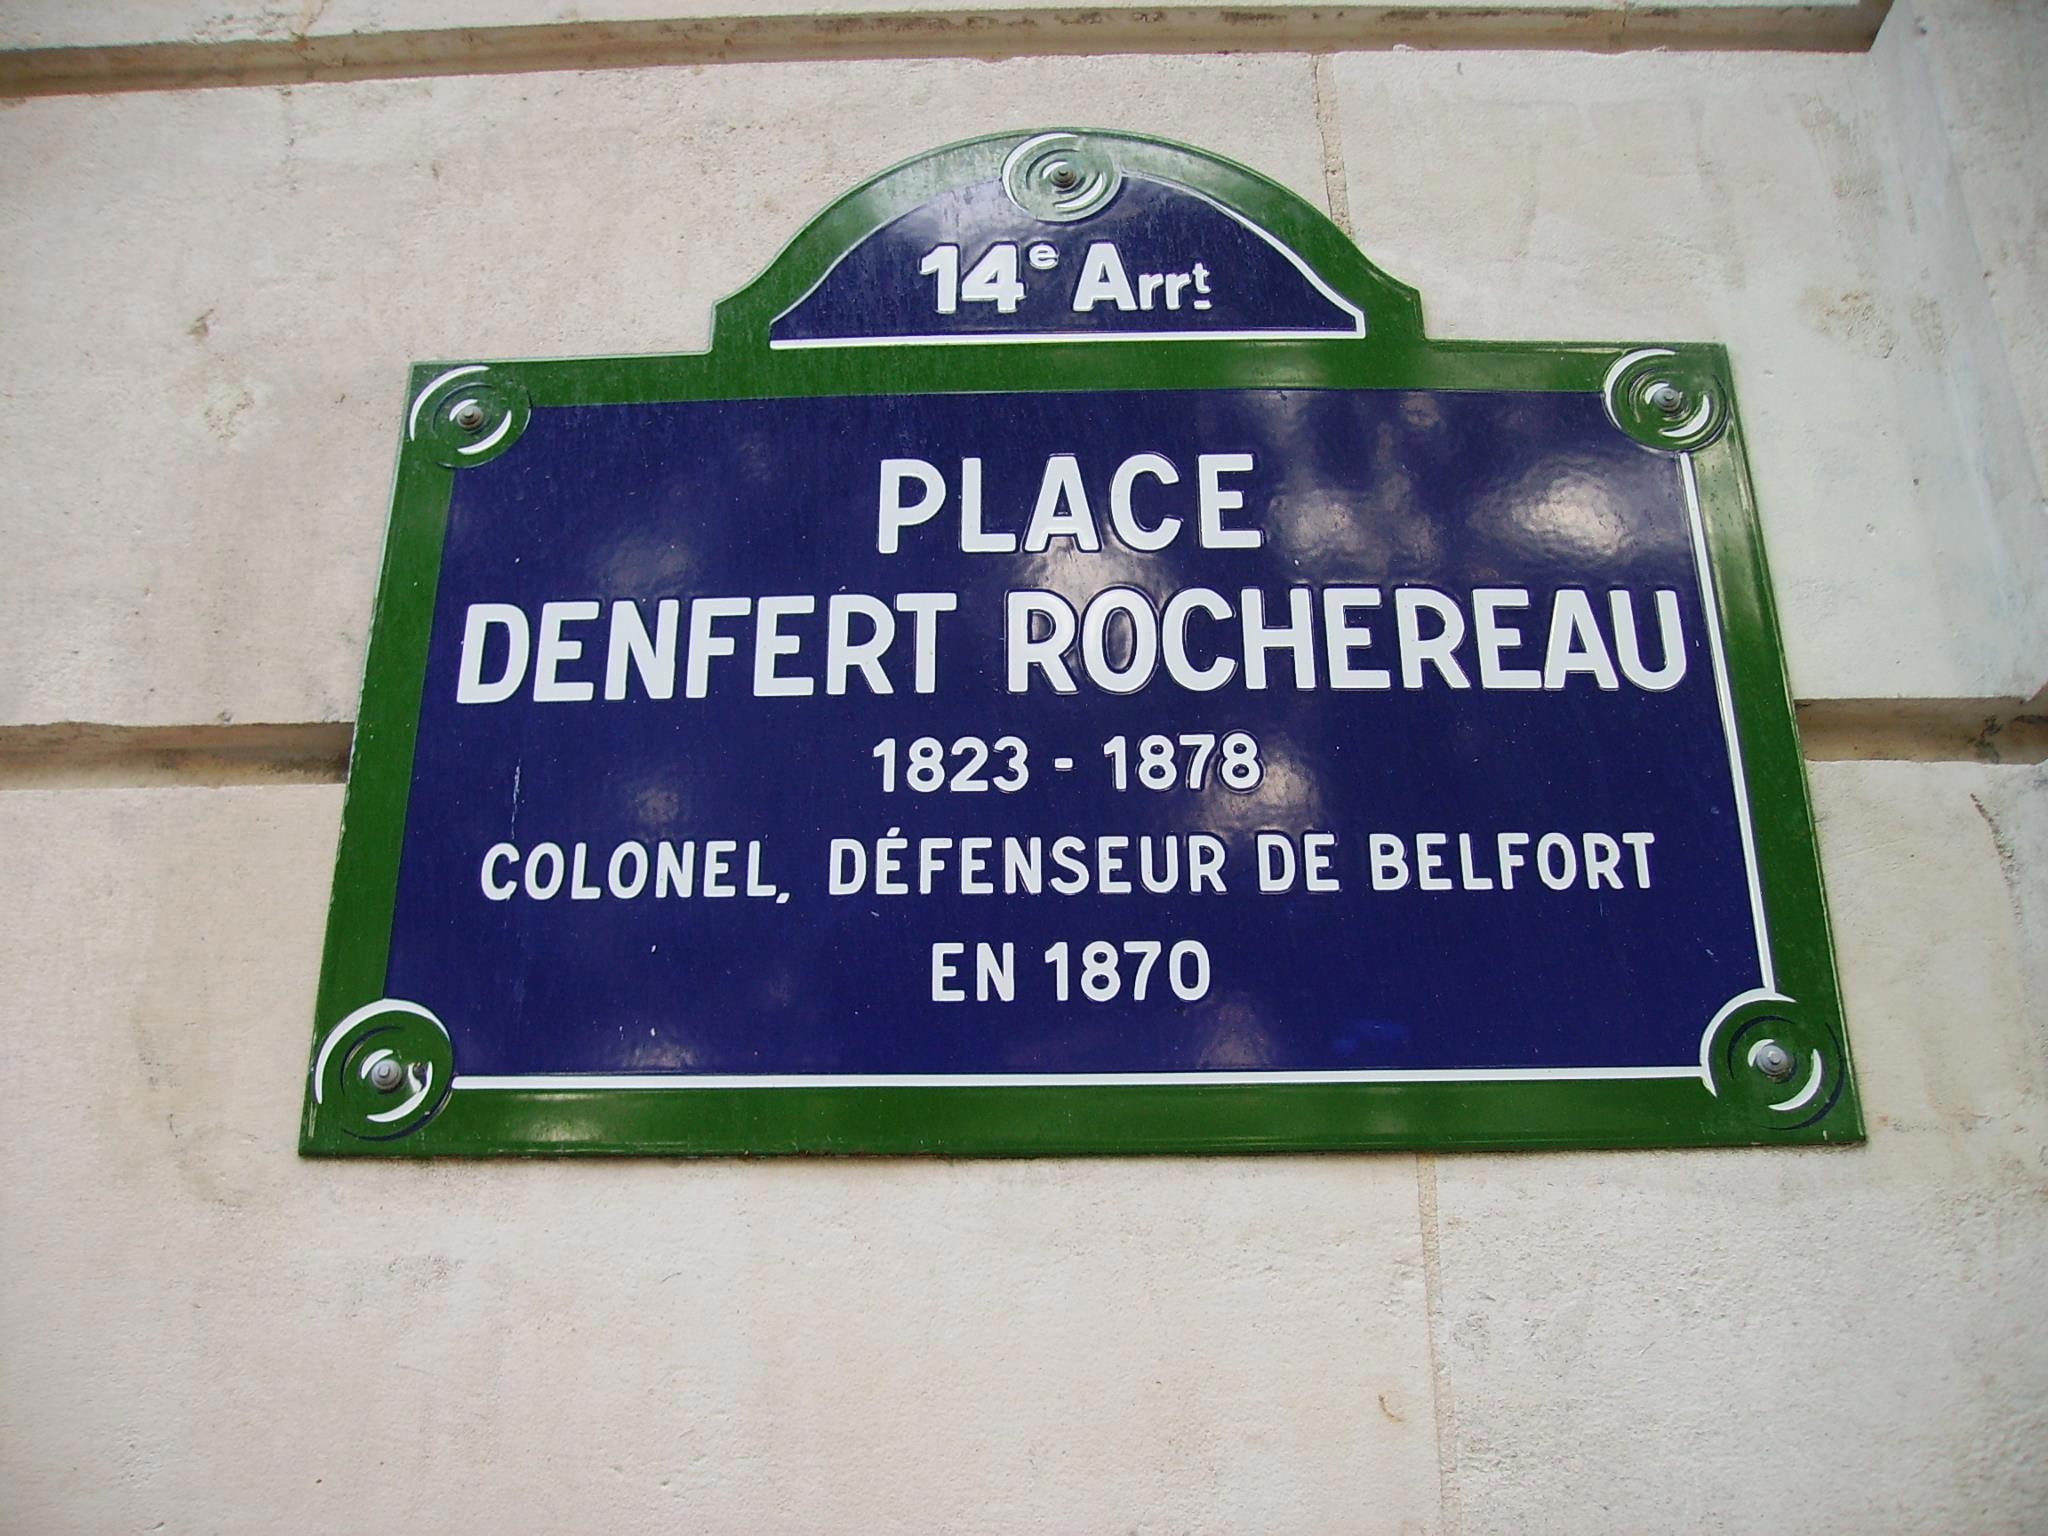 14e Arrt
PLACE
DENFERT ROCHEREAU
1823 - 1878
COLONEL, DÉFENSEUR DE BELFORT
EN 1870